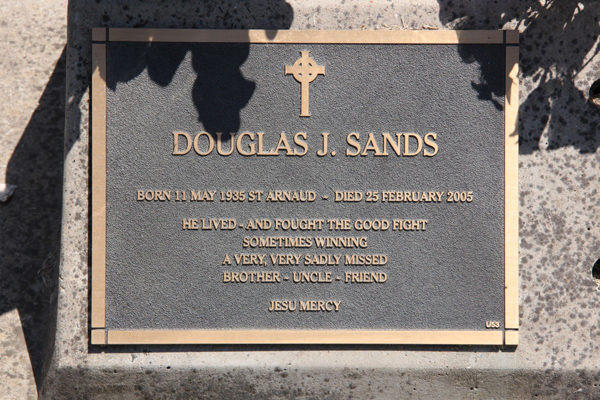 DOUGLAS J. SANDS
BORN 11 MAY 1935 ST ARNAUD - DIED 25 FEBRUARY 2005
HE LIVED - AND FOUGHT THE GOOD FIGHT
SOMETIMES WINNING
A VERY, VERY SADLY MISSED
BROTHER - UNCLE - FRIEND
JESU MERCY
U53